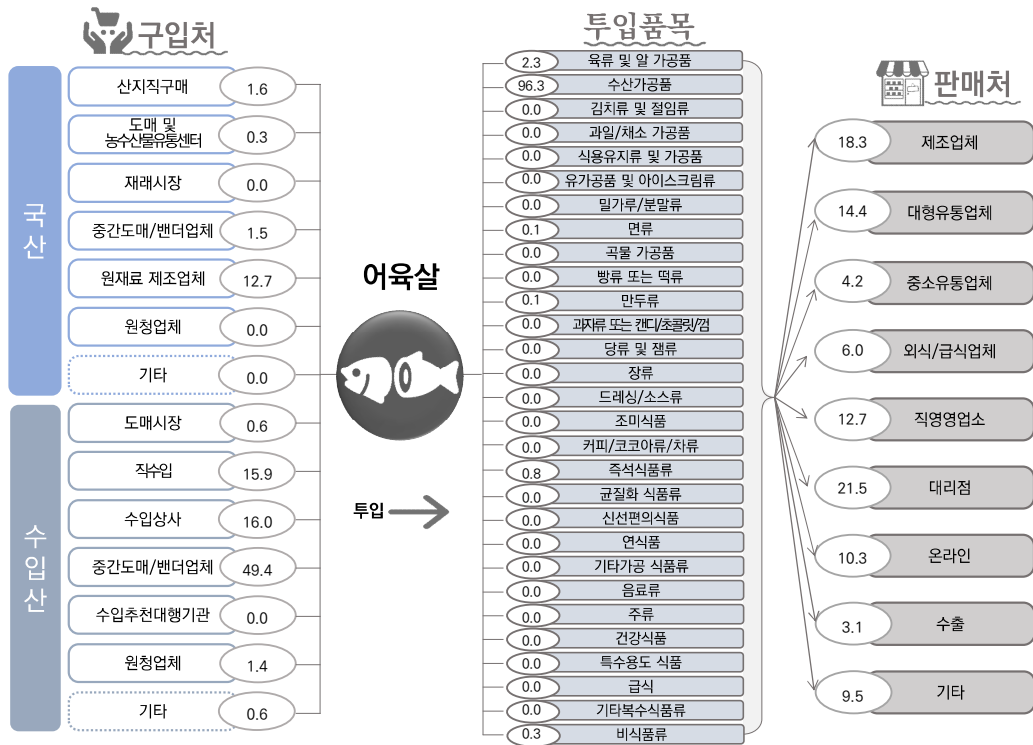 구입처
국산
산지직구매 1.6
도매 및
농수산물유통센터 0.3
재래시장 0.0
중간도매/밴더업체 1.5
원재료 제조업체 12.7
원청업체 0.0
기타 0.0
수입산
도매시장 0.6
직수입 15.9
수입상사 16.0
중간도매/밴더업체 49.4
수입추천대행기관 0.0
원청업체 1.4
기타 0.6
어육살
투입
투입품목
2.3 육류 및 알 가공품
96.3 수산가공품
0.0 김치류 및 절임류
0.0 과일/채소 가공품
0.0 식용유지류 및 가공품
0.0 유가공품 및 아이스크림류
0.0 밀가루/분말류
0.1 면류
0.0 곡물 가공품
0.0 빵류 또는 떡류
0.1 만두류
0.0 과자류 또는 캔디/초콜릿/껌
0.0 당류 및 잼류
0.0 장류
0.0 드레싱/소스류
0.0 조미식품
0.0 커피/코코아류/차류
0.8 즉석식품류
0.0 균질화 식품류
0.0 신선편의식품
0.0 연식품
0.0 기타가공 식품류
0.0 음료류
0.0 주류
0.0 건강식품
0.0 특수용도 식품
0.0 급식
0.0 기타복수식품류
0.3 비식품류
판매처
18.3 제조업체
14.4 대형유통업체
4.2 중소유통업체
6.0 외식/급식업체
12.7 직영영업소
21.5 대리점
10.3 온라인
3.1 수출
9.5 기타